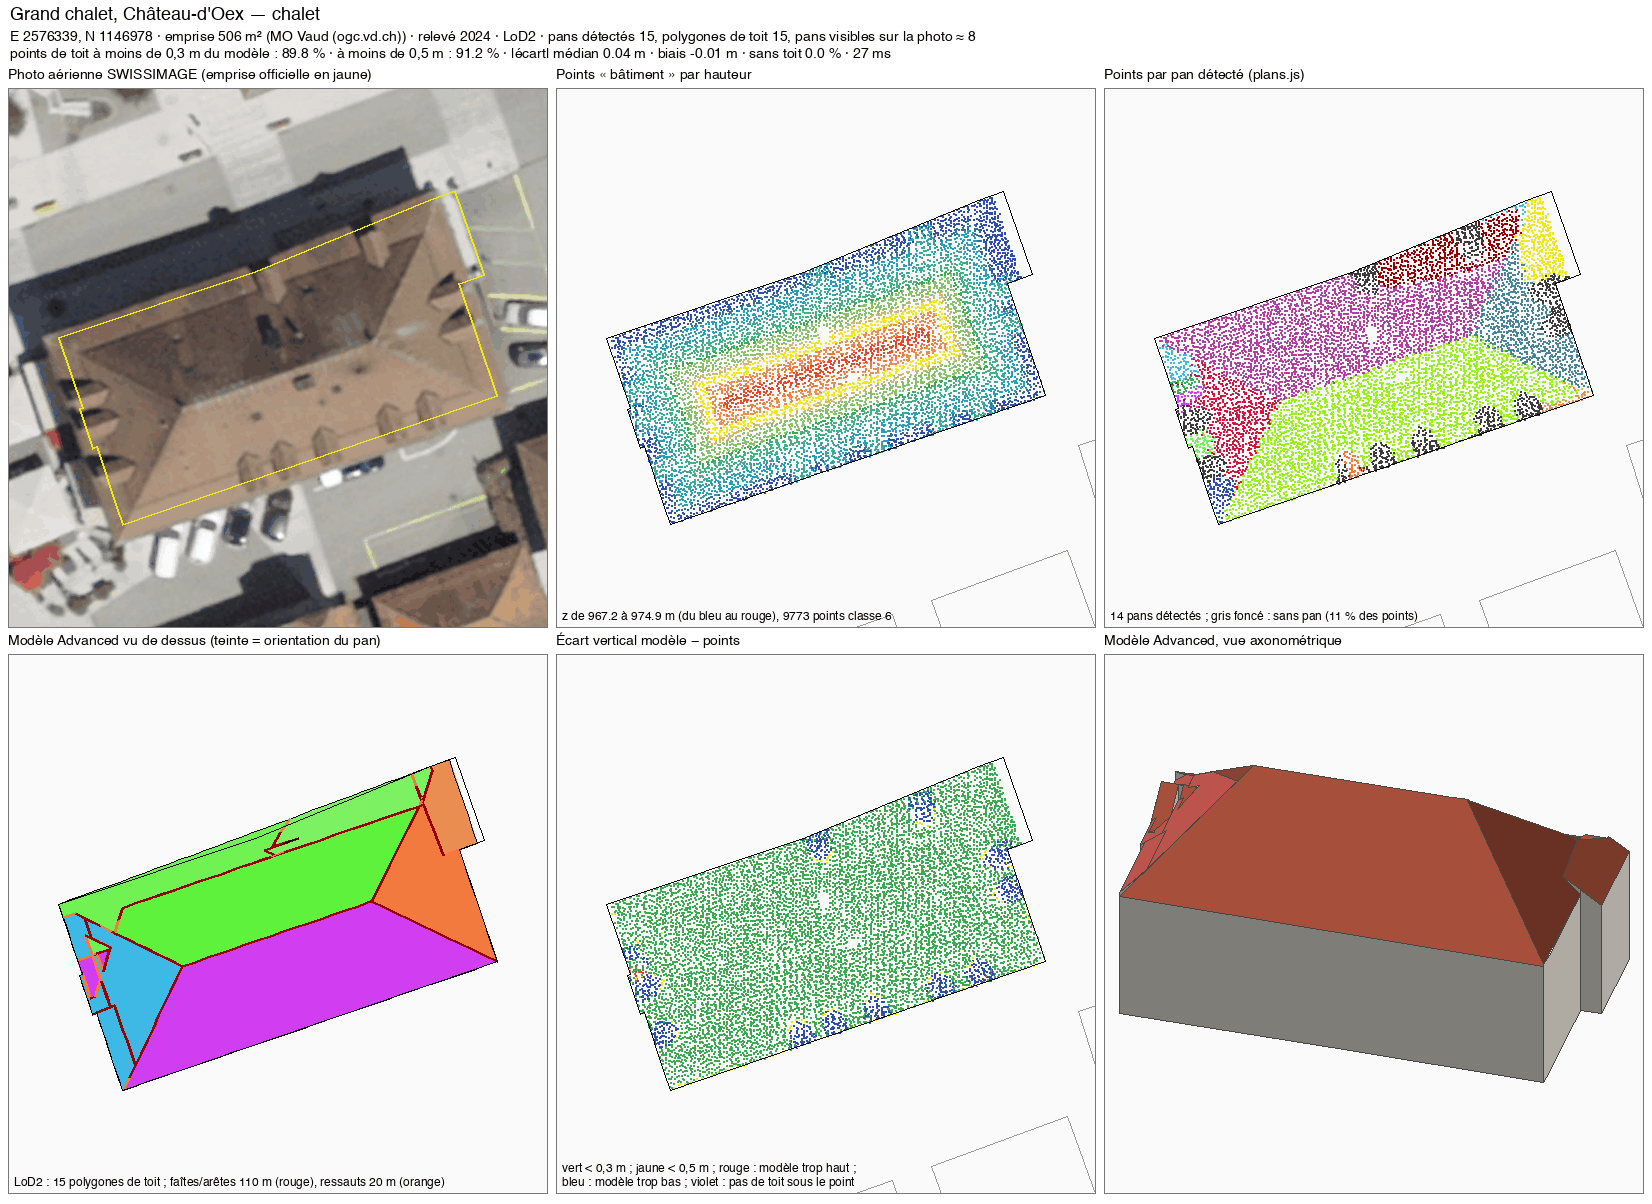 Grand chalet, Château-d'Oex — chalet
E 2576339, N 1146978 · emprise 506 m² (MO Vaud (ogc.vd.ch)) · relevé 2024 · LoD2 · pans détectés 15, polygones de toit 15, pans visibles sur la photo ≈ 8
points de toit à moins de 0,3 m du modèle : 89.8 % · à moins de 0,5 m : 91.2 % · |écart| médian 0.04 m · biais -0.01 m · sans toit 0.0 % · 27 ms
Photo aérienne SWISSIMAGE (emprise officielle en jaune)
Points « bâtiment » par hauteur
Points par pan détecté (plans.js)
z de 967.2 à 974.9 m (du bleu au rouge), 9773 points classe 6
14 pans détectés ; gris foncé : sans pan (11 % des points)
Modèle Advanced vu de dessus (teinte = orientation du pan)
Écart vertical modèle – points
Modèle Advanced, vue axonométrique
LoD2 : 15 polygones de toit ; faîtes/arêtes 110 m (rouge), ressauts 20 m (orange)
vert < 0,3 m ; jaune < 0,5 m ; rouge : modèle trop haut ;
bleu : modèle trop bas ; violet : pas de toit sous le point